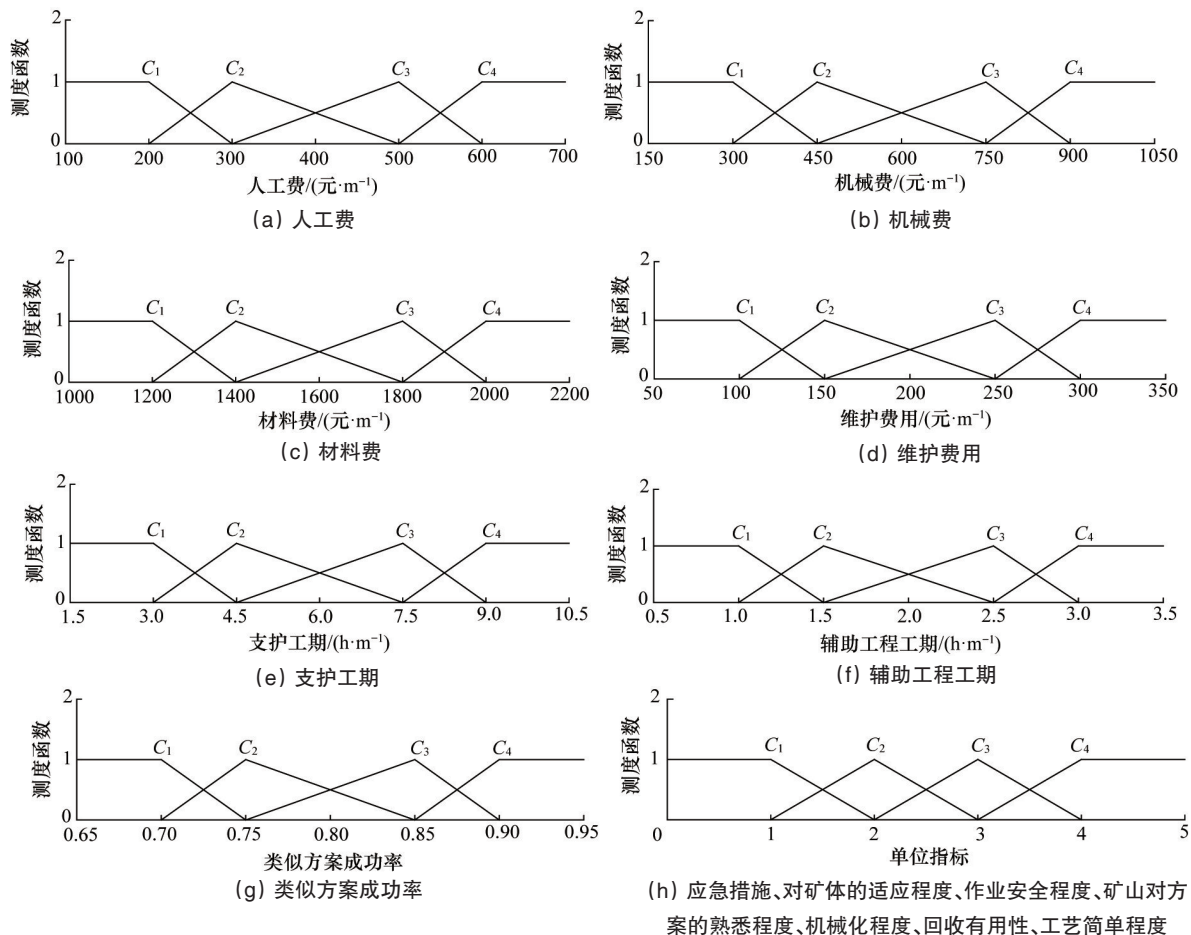 2
测度函数
1
C1 C2 C3 C4
0
100 200 300 400 500 600 700
人工费/(元·m⁻¹)
(a) 人工费
2
测度函数
1
C1 C2 C3 C4
0
150 300 450 600 750 900 1050
机械费/(元·m⁻¹)
(b) 机械费
2
测度函数
1
C1 C2 C3 C4
0
1000 1200 1400 1600 1800 2000 2200
材料费/(元·m⁻¹)
(c) 材料费
2
测度函数
1
C1 C2 C3 C4
0
50 100 150 200 250 300 350
维护费用/(元·m⁻¹)
(d) 维护费用
2
测度函数
1
C1 C2 C3 C4
0
1.5 3.0 4.5 6.0 7.5 9.0 10.5
支护工期/(h·m⁻¹)
(e) 支护工期
2
测度函数
1
C1 C2 C3 C4
0
0.5 1.0 1.5 2.0 2.5 3.0 3.5
辅助工程工期/(h·m⁻¹)
(f) 辅助工程工期
2
测度函数
1
C1 C2 C3 C4
0
0.65 0.70 0.75 0.80 0.85 0.90 0.95
类似方案成功率
(g) 类似方案成功率
2
测度函数
1
C1 C2 C3 C4
0
0 1 2 3 4 5
单位指标
(h) 应急措施、对矿体的适应程度、作业安全程度、矿山对方
案的熟悉程度、机械化程度、回收有用性、工艺简单程度